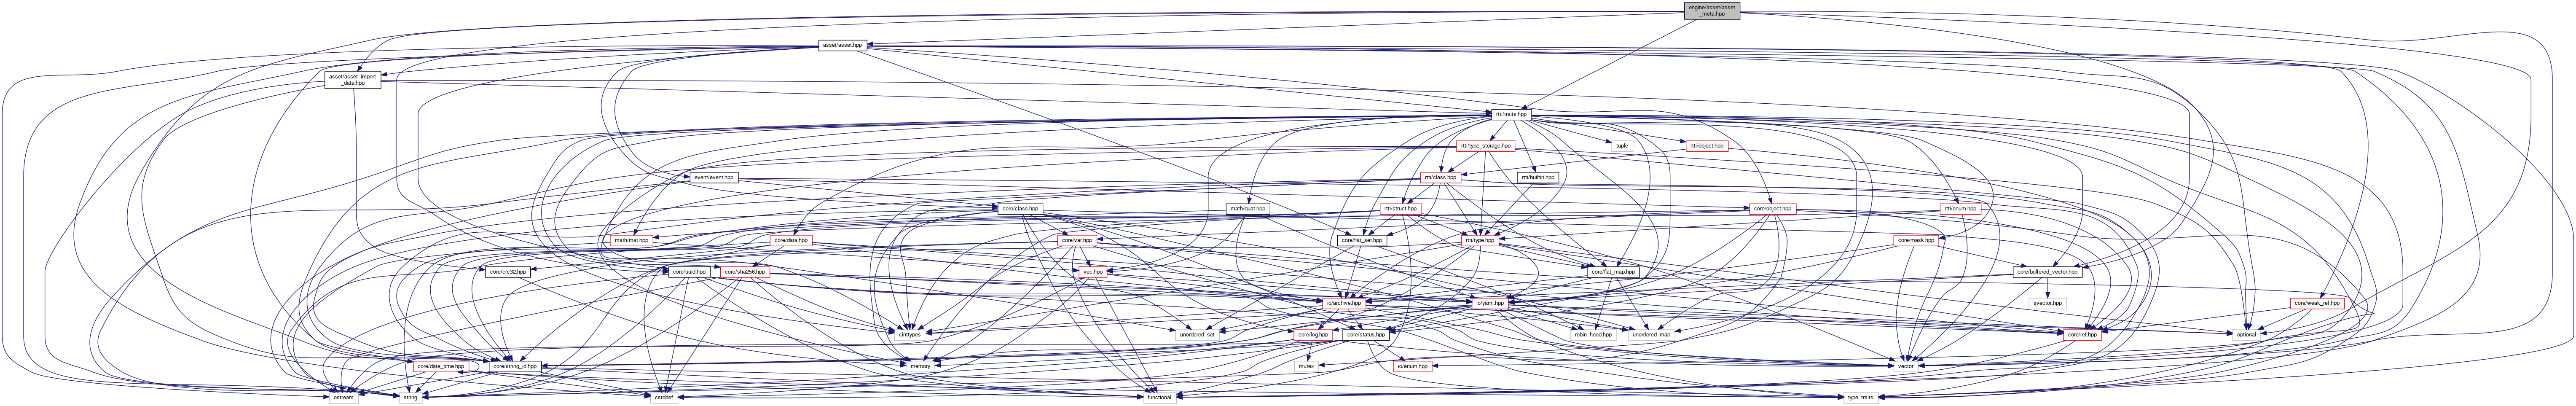 engine/asset/asset
_meta.hpp
asset/asset.hpp
asset/asset_import
_data.hpp
rtti/traits.hpp
rtti/type_storage.hpp
tuple
rtti/object.hpp
event/event.hpp
rtti/class.hpp
rtti/builtin.hpp
core/class.hpp
math/quat.hpp
rtti/struct.hpp
core/object.hpp
rtti/enum.hpp
math/mat.hpp
core/data.hpp
core/var.hpp
core/flat_set.hpp
rtti/type.hpp
core/mask.hpp
core/crc32.hpp
core/uuid.hpp
core/sha256.hpp
vec.hpp
core/flat_map.hpp
core/buffered_vector.hpp
io/archive.hpp
io/yaml.hpp
svector.hpp
core/weak_ref.hpp
cinttypes
unordered_set
core/log.hpp
core/status.hpp
robin_hood.hpp
unordered_map
core/ref.hpp
optional
core/date_time.hpp
core/string_id.hpp
memory
mutex
io/enum.hpp
vector
ostream
string
cstddef
functional
type_traits